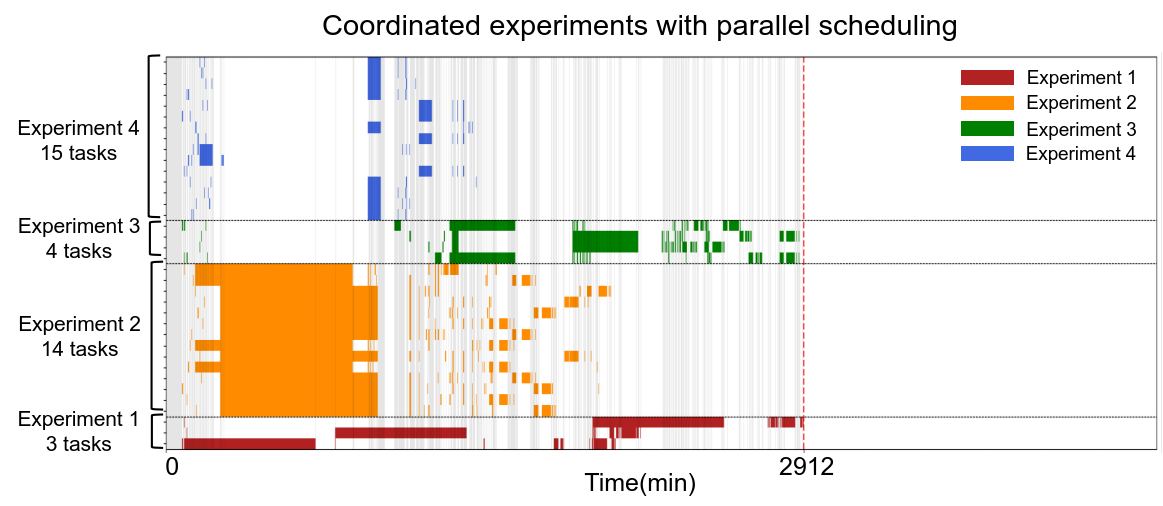 Coordinated experiments with parallel scheduling
Experiment 1
Experiment 2
Experiment 3
Experiment 4
Experiment 4
15 tasks
Experiment 3
4 tasks
Experiment 2
14 tasks
Experiment 1
3 tasks
0
2912
Time(min)